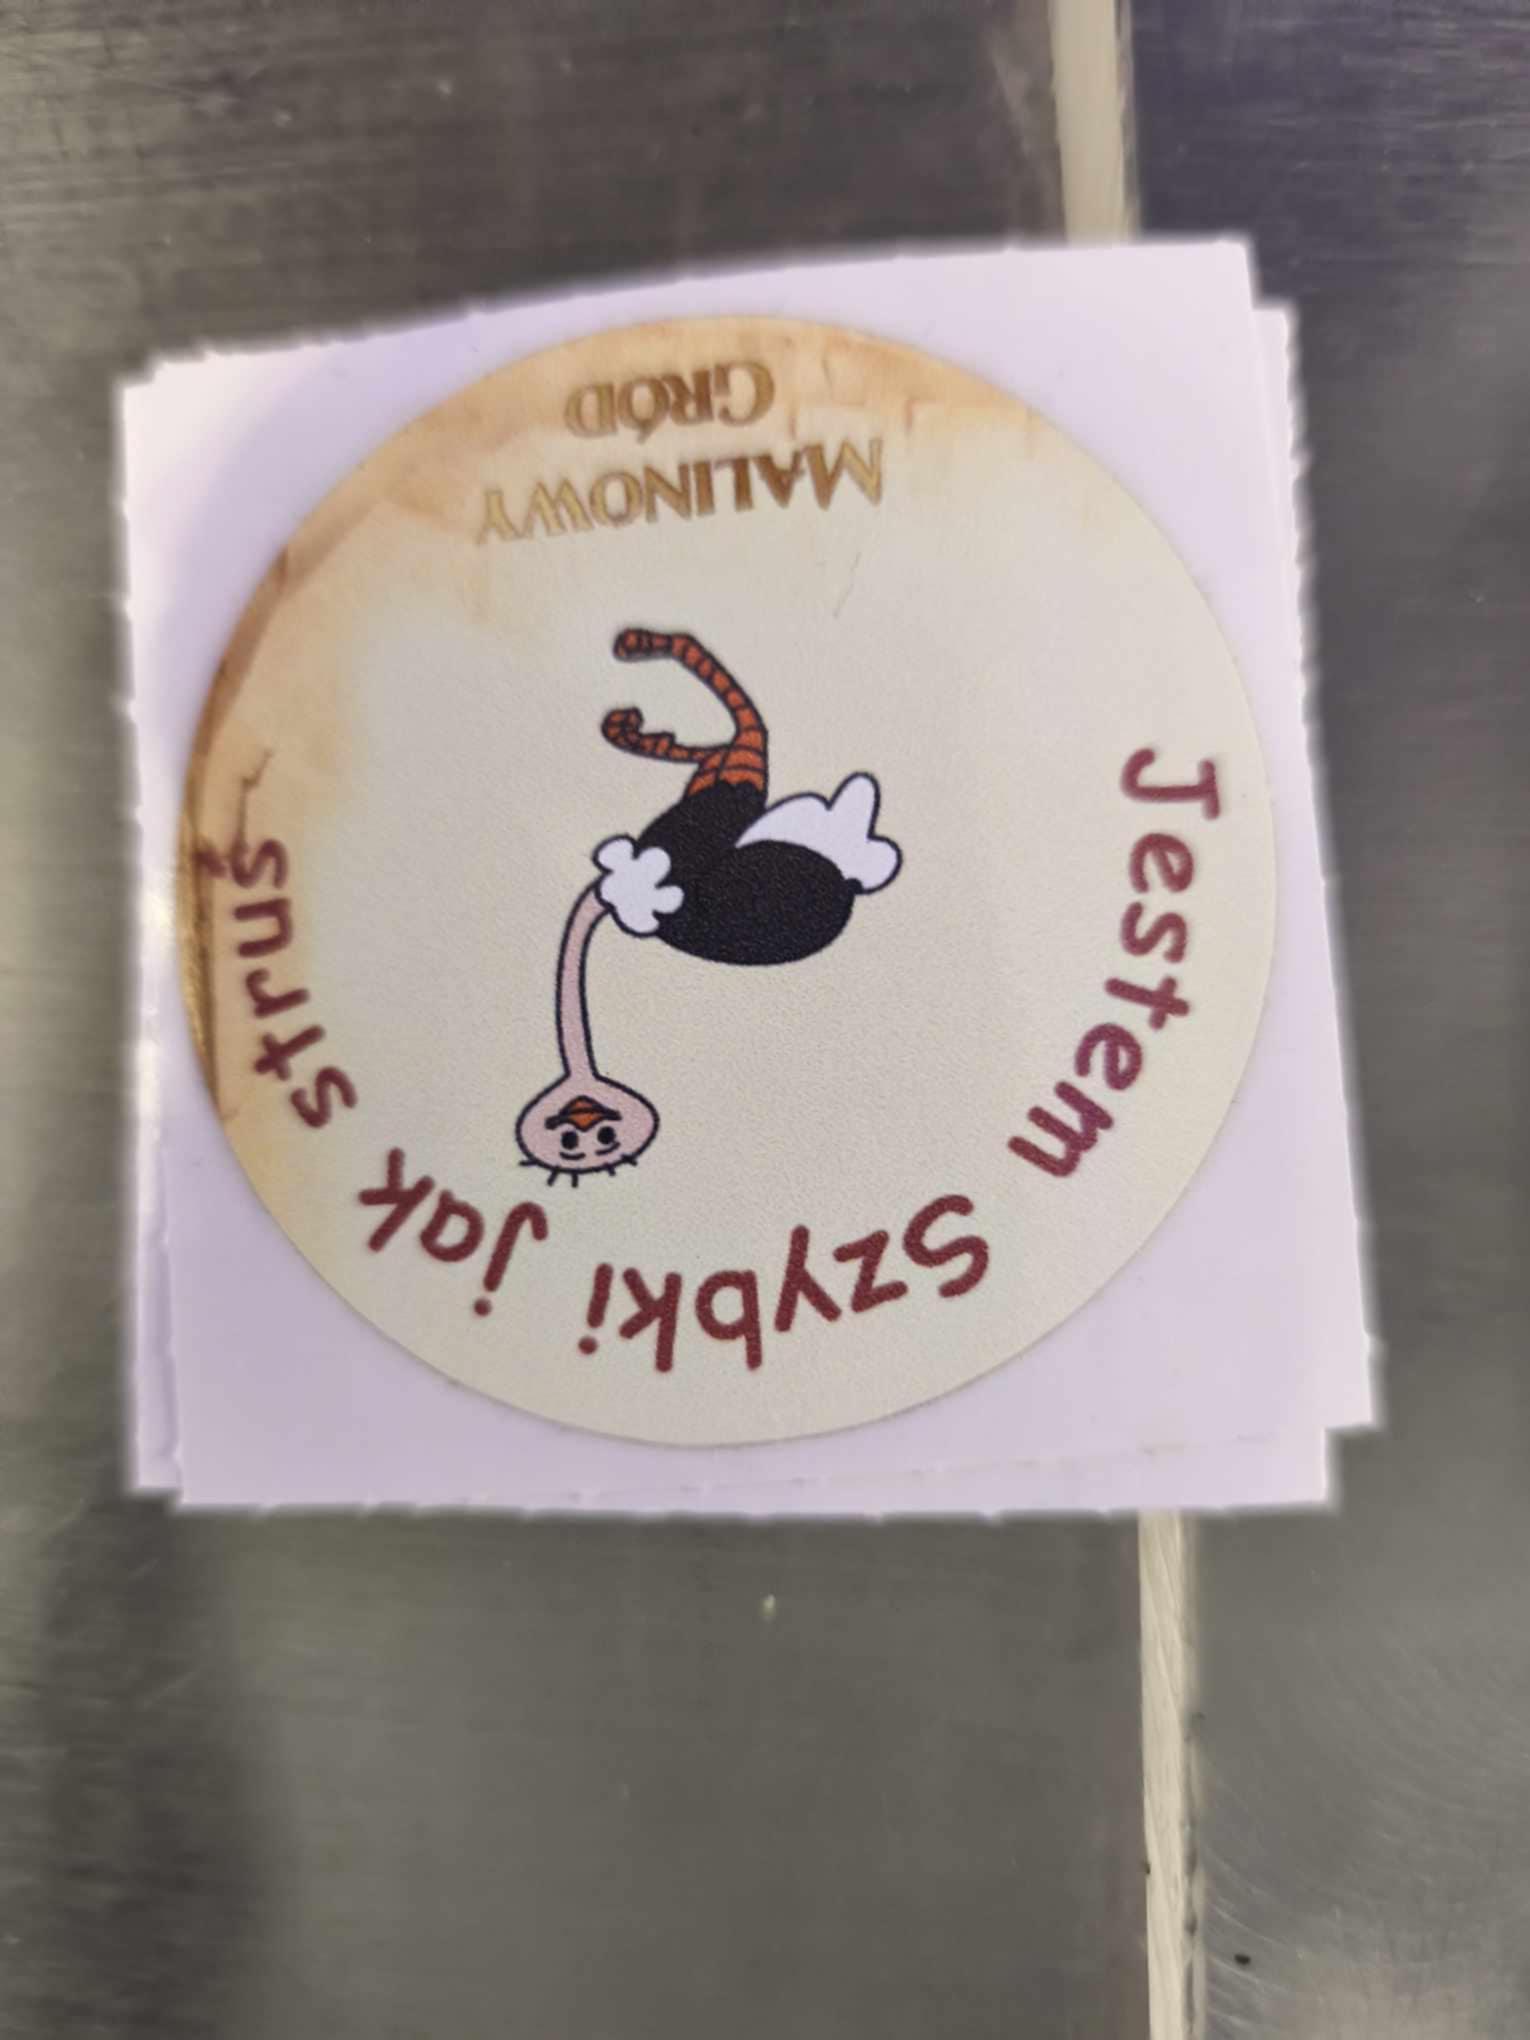 Jestem Szybki jak struś
MALINOWY
GRÓD